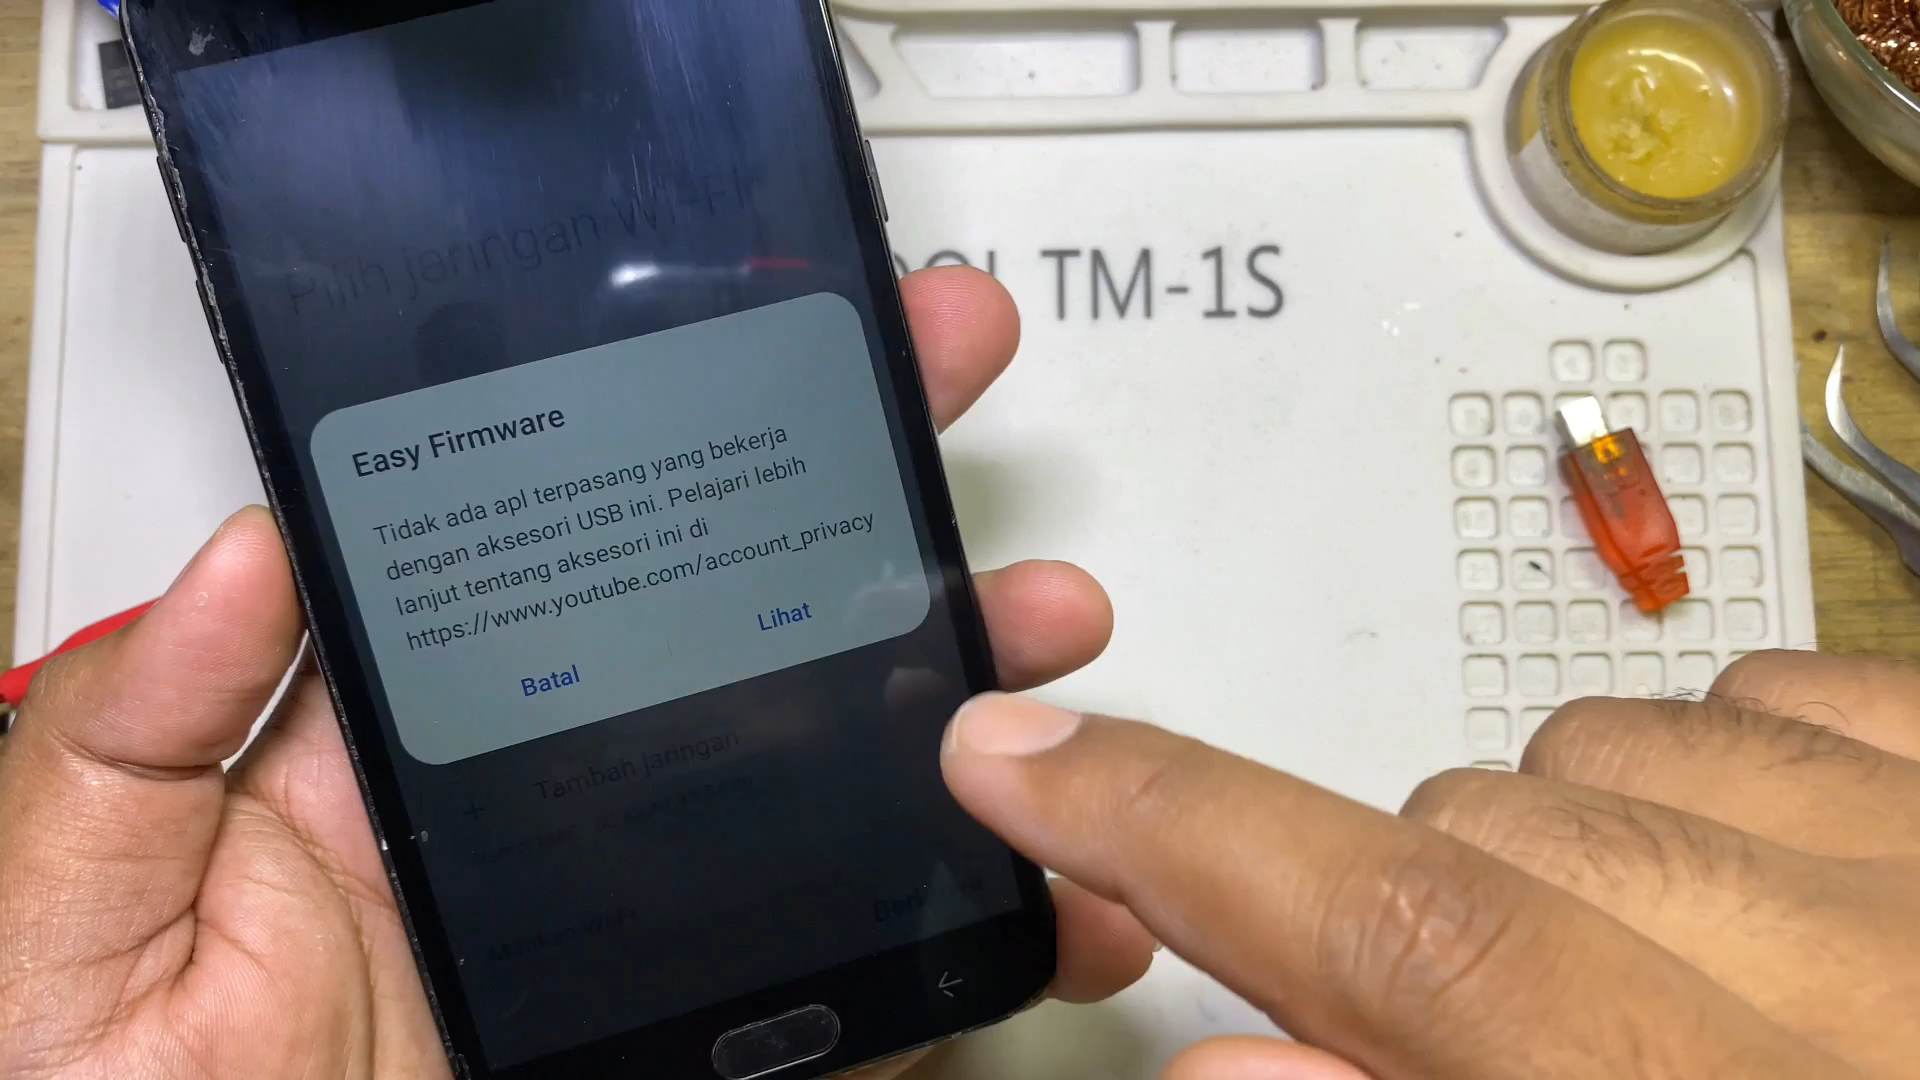 Pilih jaringan Wi-Fi
TM-1S
Easy Firmware
Tidak ada apl terpasang yang bekerja
dengan aksesori USB ini. Pelajari lebih
lanjut tentang aksesori ini di
https://www.youtube.com/account_privacy
Batal
Lihat
+ Tambah jaringan